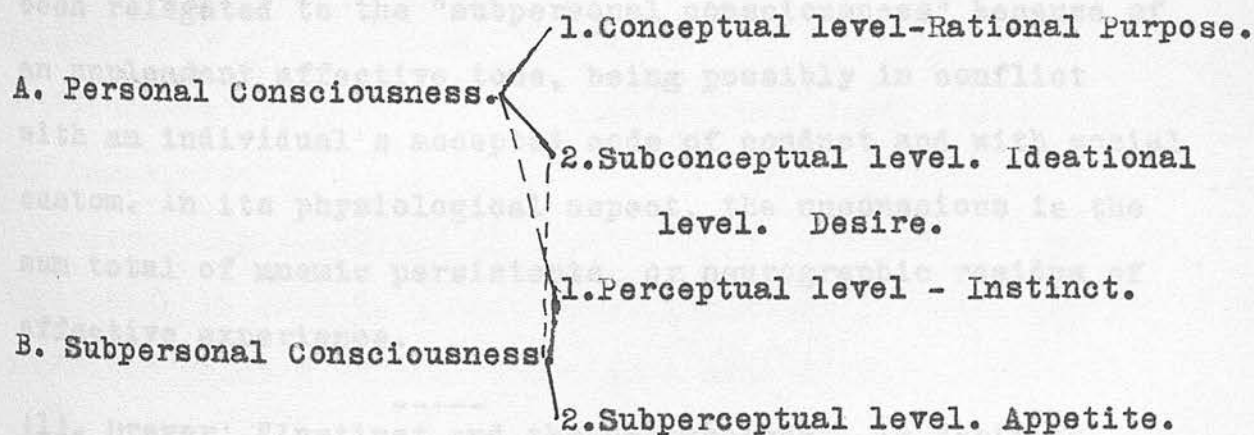 1.Conceptual level-Rational Purpose.
A. Personal Consciousness.
2.Subconceptual level. Ideational
level. Desire.
1.Perceptual level - Instinct.
B. Subpersonal Consciousness
2.Subperceptual level. Appetite.